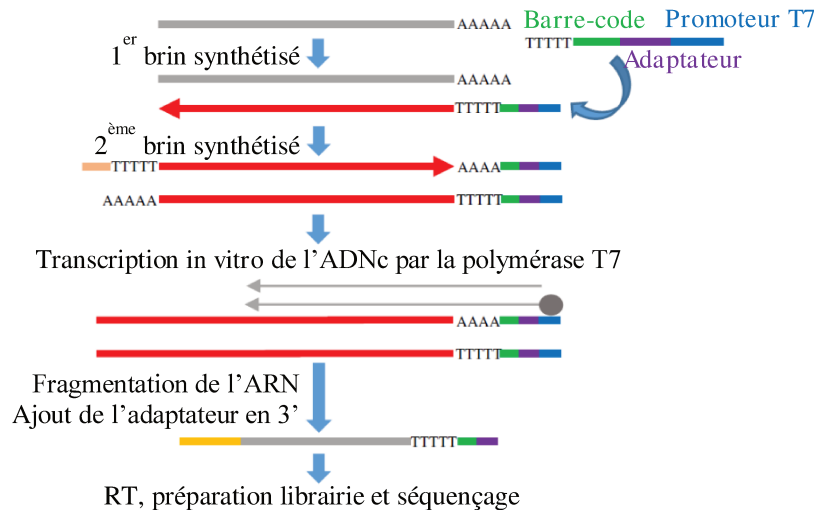 AAAAA
Barre-code Promoteur T7
TTTTT
Adaptateur
1er brin synthétisé
AAAAA
TTTTT
2ème brin synthétisé
TTTTT AAAA
AAAAA TTTTT
Transcription in vitro de l’ADNc par la polymérase T7
AAAA
TTTTT
Fragmentation de l’ARN
Ajout de l’adaptateur en 3’
TTTTT
RT, préparation librairie et séquençage